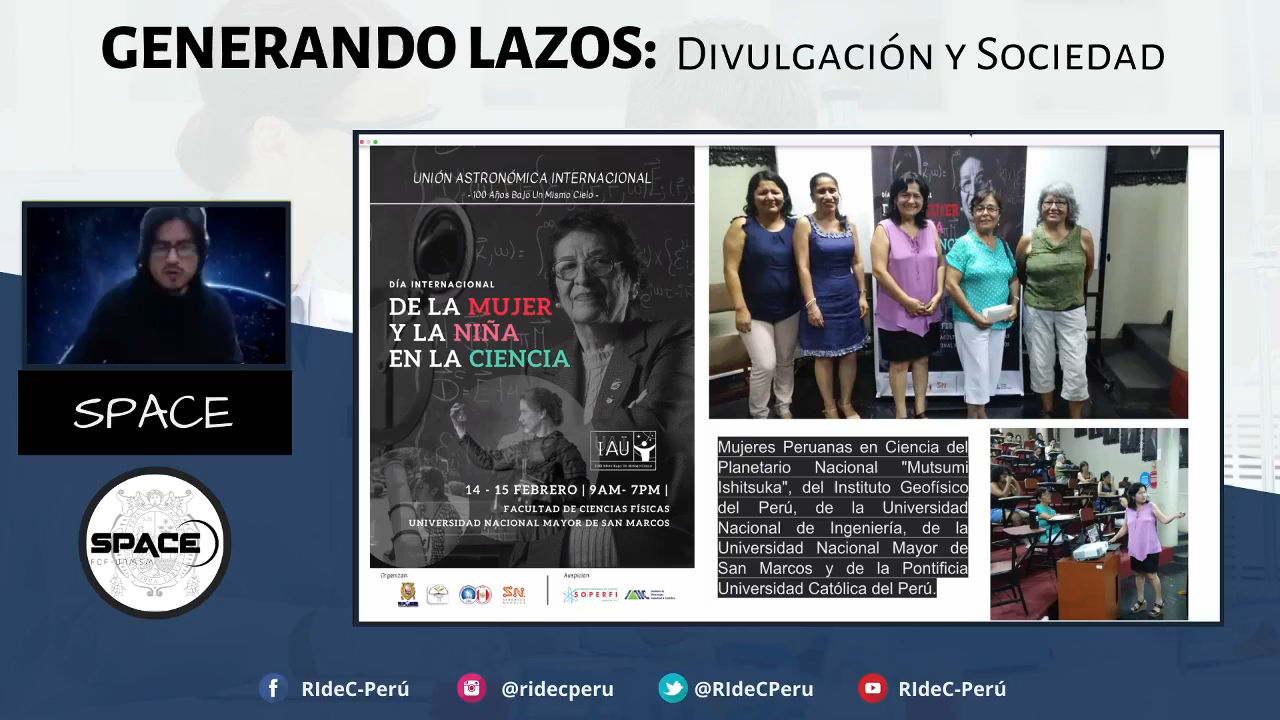 GENERANDO LAZOS: DIVULGACIÓN Y SOCIEDAD
UNIÓN ASTRONÓMICA INTERNACIONAL
- 100 Años Bajo Un Mismo Cielo -
DÍA INTERNACIONAL
DE LA MUJER
Y LA NIÑA
EN LA CIENCIA
IAU
14 - 15 FEBRERO | 9AM- 7PM |
FACULTAD DE CIENCIAS FÍSICAS
UNIVERSIDAD NACIONAL MAYOR DE SAN MARCOS
Organizan:
Auspician:
SOPERFI
Mujeres Peruanas en Ciencia del
Planetario Nacional "Mutsumi
Ishitsuka", del Instituto Geofísico
del Perú, de la Universidad
Nacional de Ingeniería, de la
Universidad Nacional Mayor de
San Marcos y de la Pontificia
Universidad Católica del Perú.
SPACE
SPACE
FCF-UNMSM
RIdeC-Perú
@ridecperu
@RIdeCPeru
RIdeC-Perú